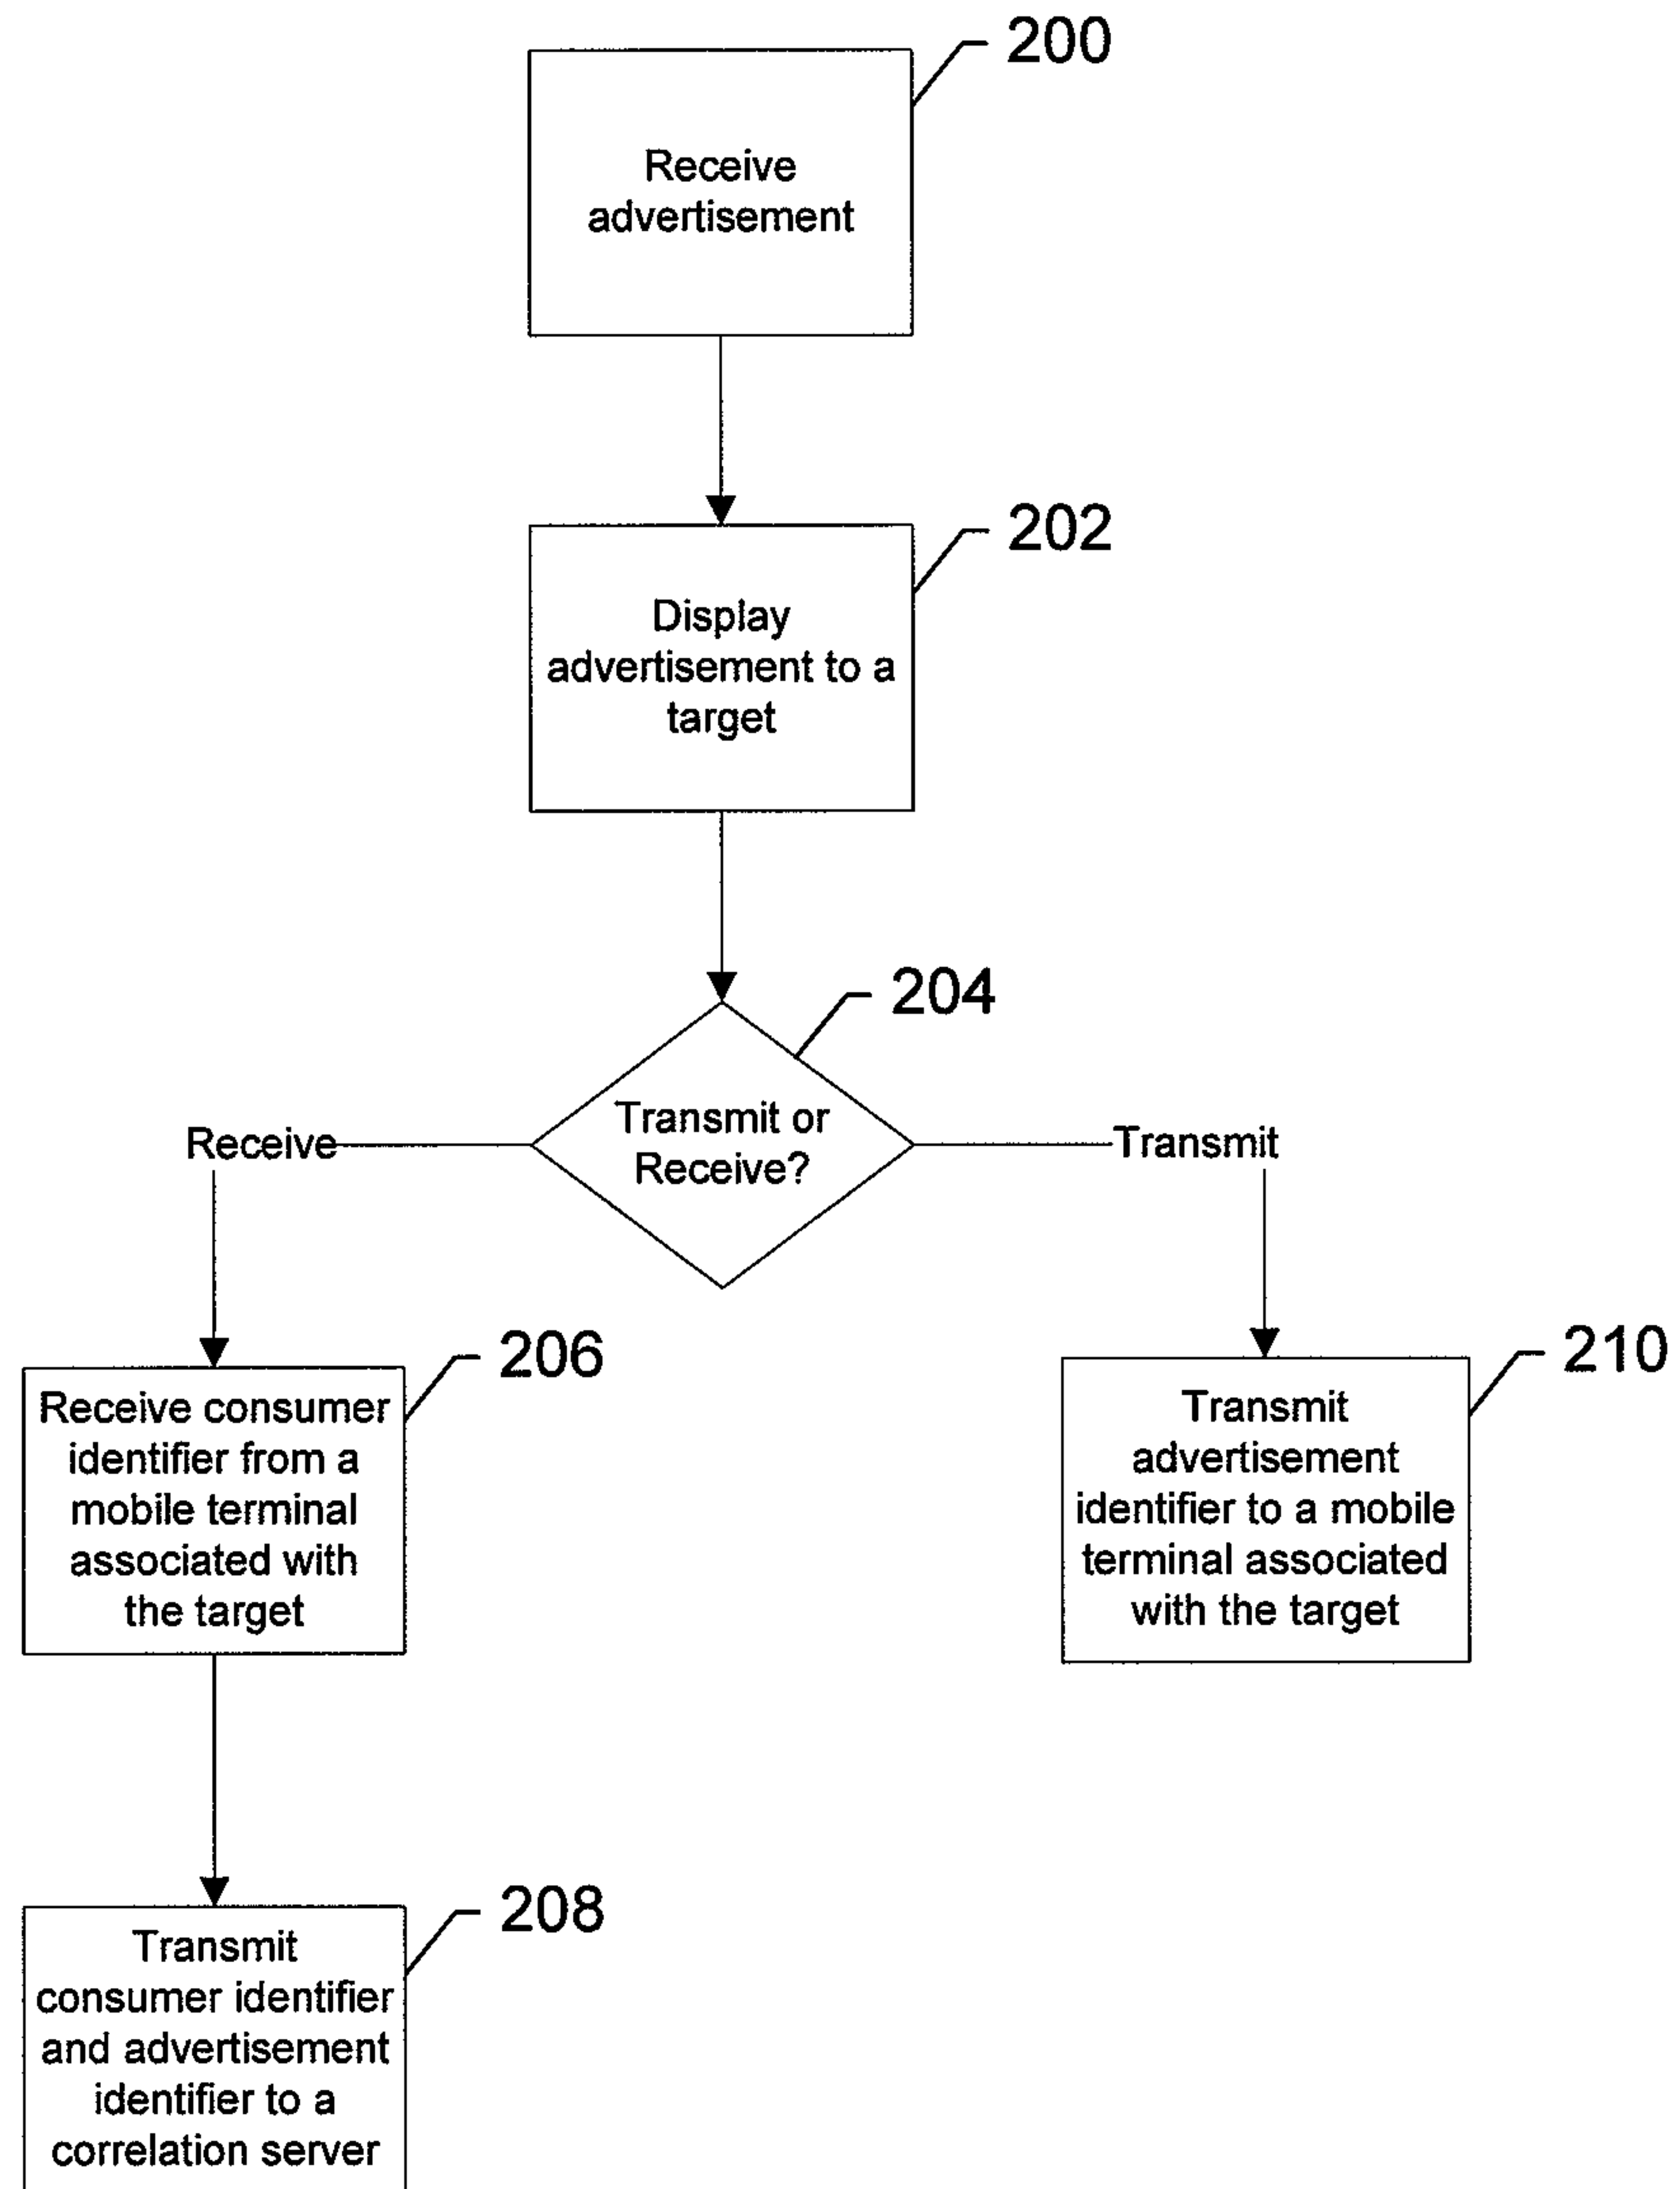 200
Receive
advertisement
202
Display
advertisement to a
target
204
Transmit or
Receive?
Receive
Transmit
206
Receive consumer
identifier from a
mobile terminal
associated with
the target
210
Transmit
advertisement
identifier to a mobile
terminal associated
with the target
208
Transmit
consumer identifier
and advertisement
identifier to a
correlation server